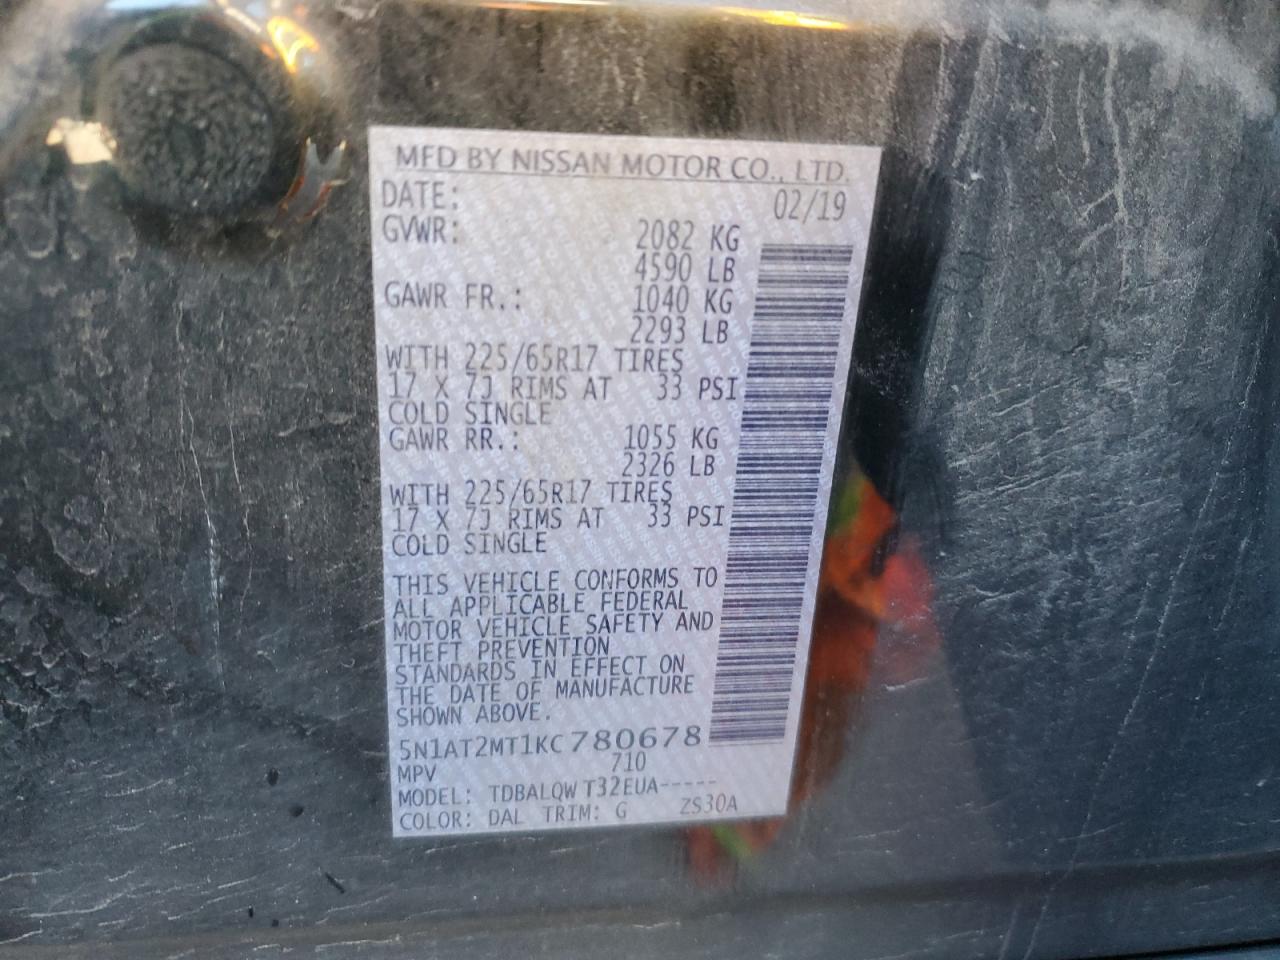 MFD BY NISSAN MOTOR CO., LTD.
DATE: 02/19
GVWR: 2082 KG
4590 LB
GAWR FR.: 1040 KG
2293 LB
WITH 225/65R17 TIRES
17 X 7J RIMS AT 33 PSI
COLD SINGLE
GAWR RR.: 1055 KG
2326 LB
WITH 225/65R17 TIRES
17 X 7J RIMS AT 33 PSI
COLD SINGLE
THIS VEHICLE CONFORMS TO
ALL APPLICABLE FEDERAL
MOTOR VEHICLE SAFETY AND
THEFT PREVENTION
STANDARDS IN EFFECT ON
THE DATE OF MANUFACTURE
SHOWN ABOVE.
5N1AT2MT1KC780678
MPV 710
MODEL: TDBALQW T32EUA-----
COLOR: DAL TRIM: G ZS30A